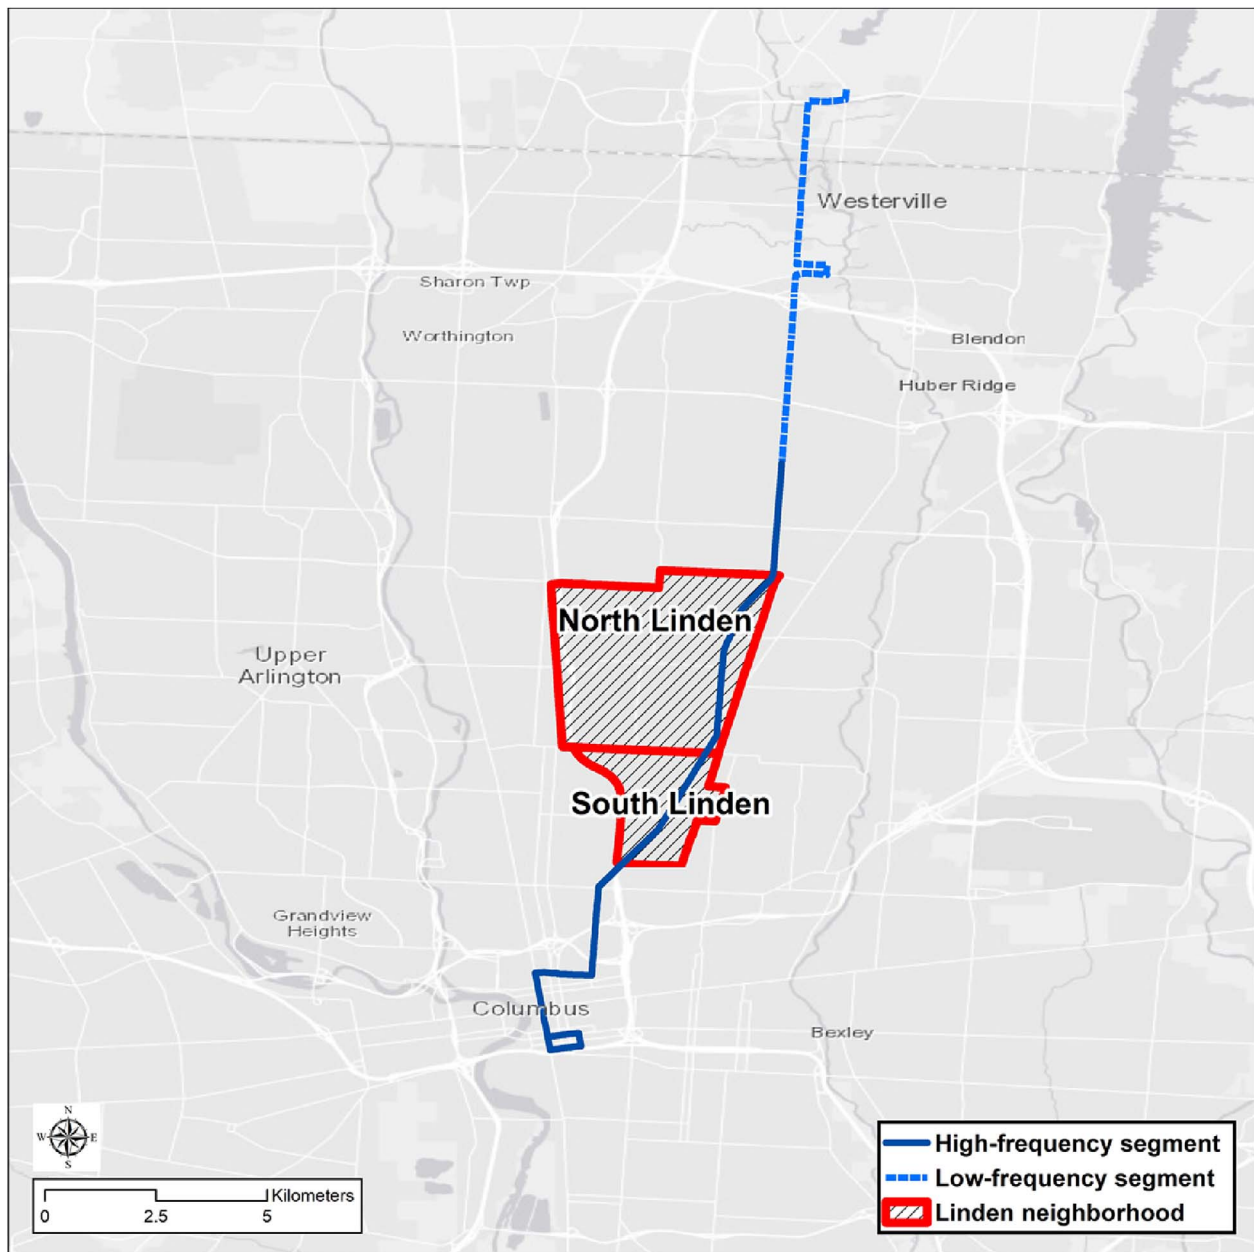 Westerville
Sharon Twp
Worthington
Blendon
Huber Ridge
North Linden
Upper
Arlington
South Linden
Grandview
Heights
Columbus
Bexley
N
W
E
S
Kilometers
0
2.5
5
High-frequency segment
Low-frequency segment
Linden neighborhood